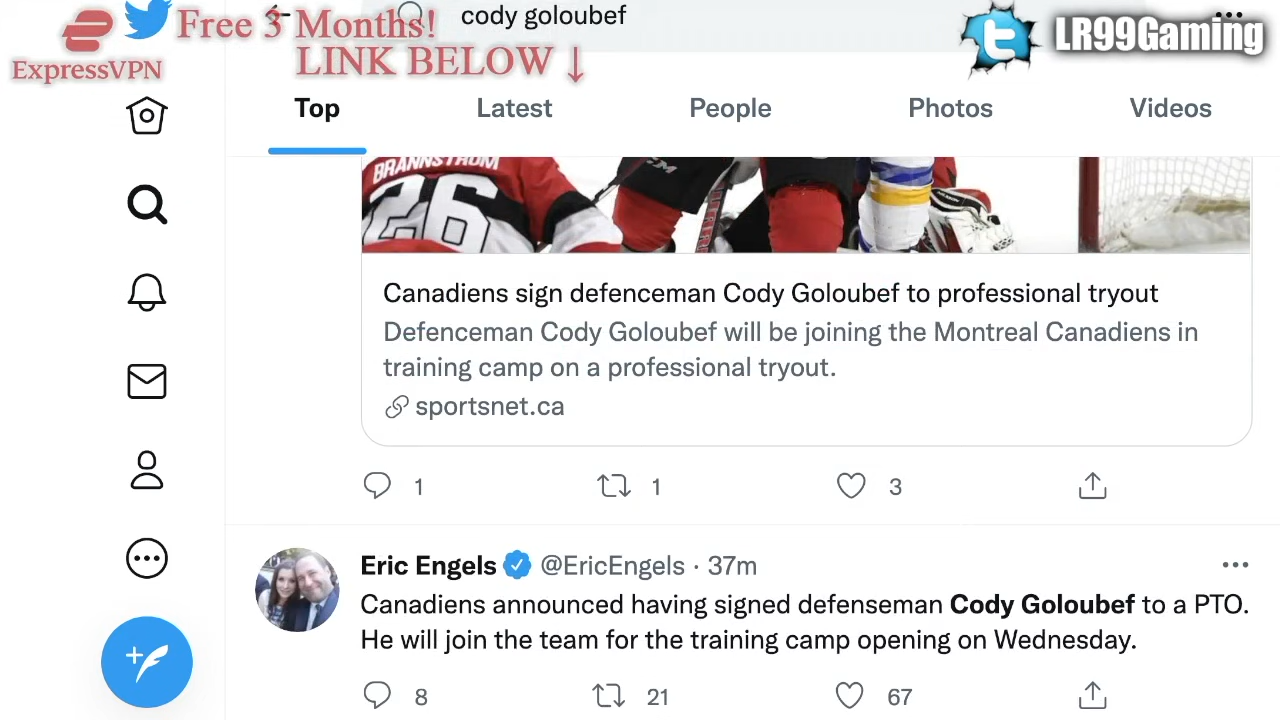 cody goloubef
Free 3 Months!
LINK BELOW ↓
ExpressVPN
LR99Gaming
Top
Latest
People
Photos
Videos
BRANNSTROM
26
CCM
Canadiens sign defenceman Cody Goloubef to professional tryout
Defenceman Cody Goloubef will be joining the Montreal Canadiens in
training camp on a professional tryout.
sportsnet.ca
1
1
3
Eric Engels @EricEngels · 37m
Canadiens announced having signed defenseman Cody Goloubef to a PTO.
He will join the team for the training camp opening on Wednesday.
8
21
67